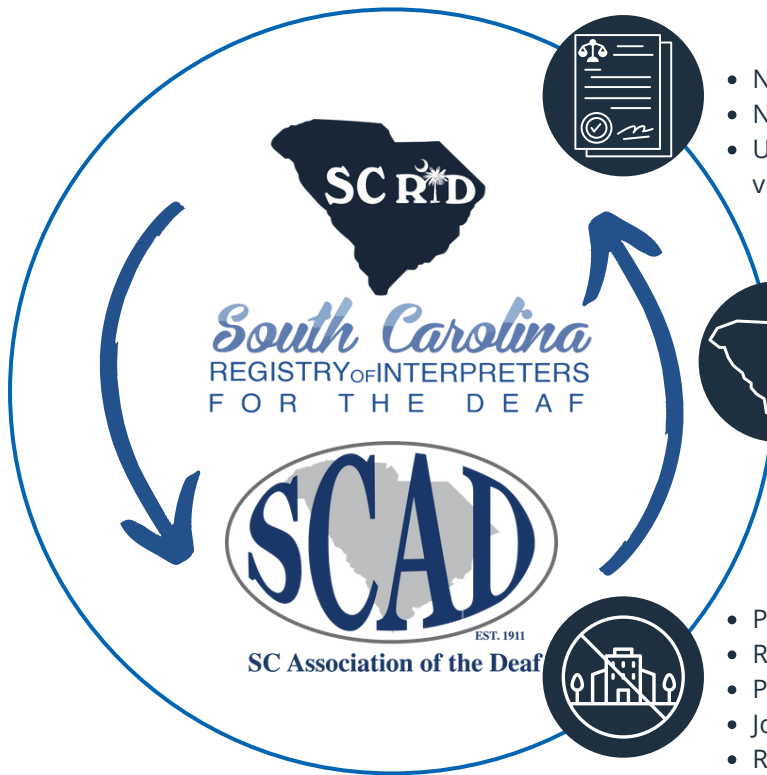 SC RID
South Carolina
REGISTRY OF INTERPRETERS
FOR THE DEAF
SCAD
EST. 1911
SC Association of the Deaf